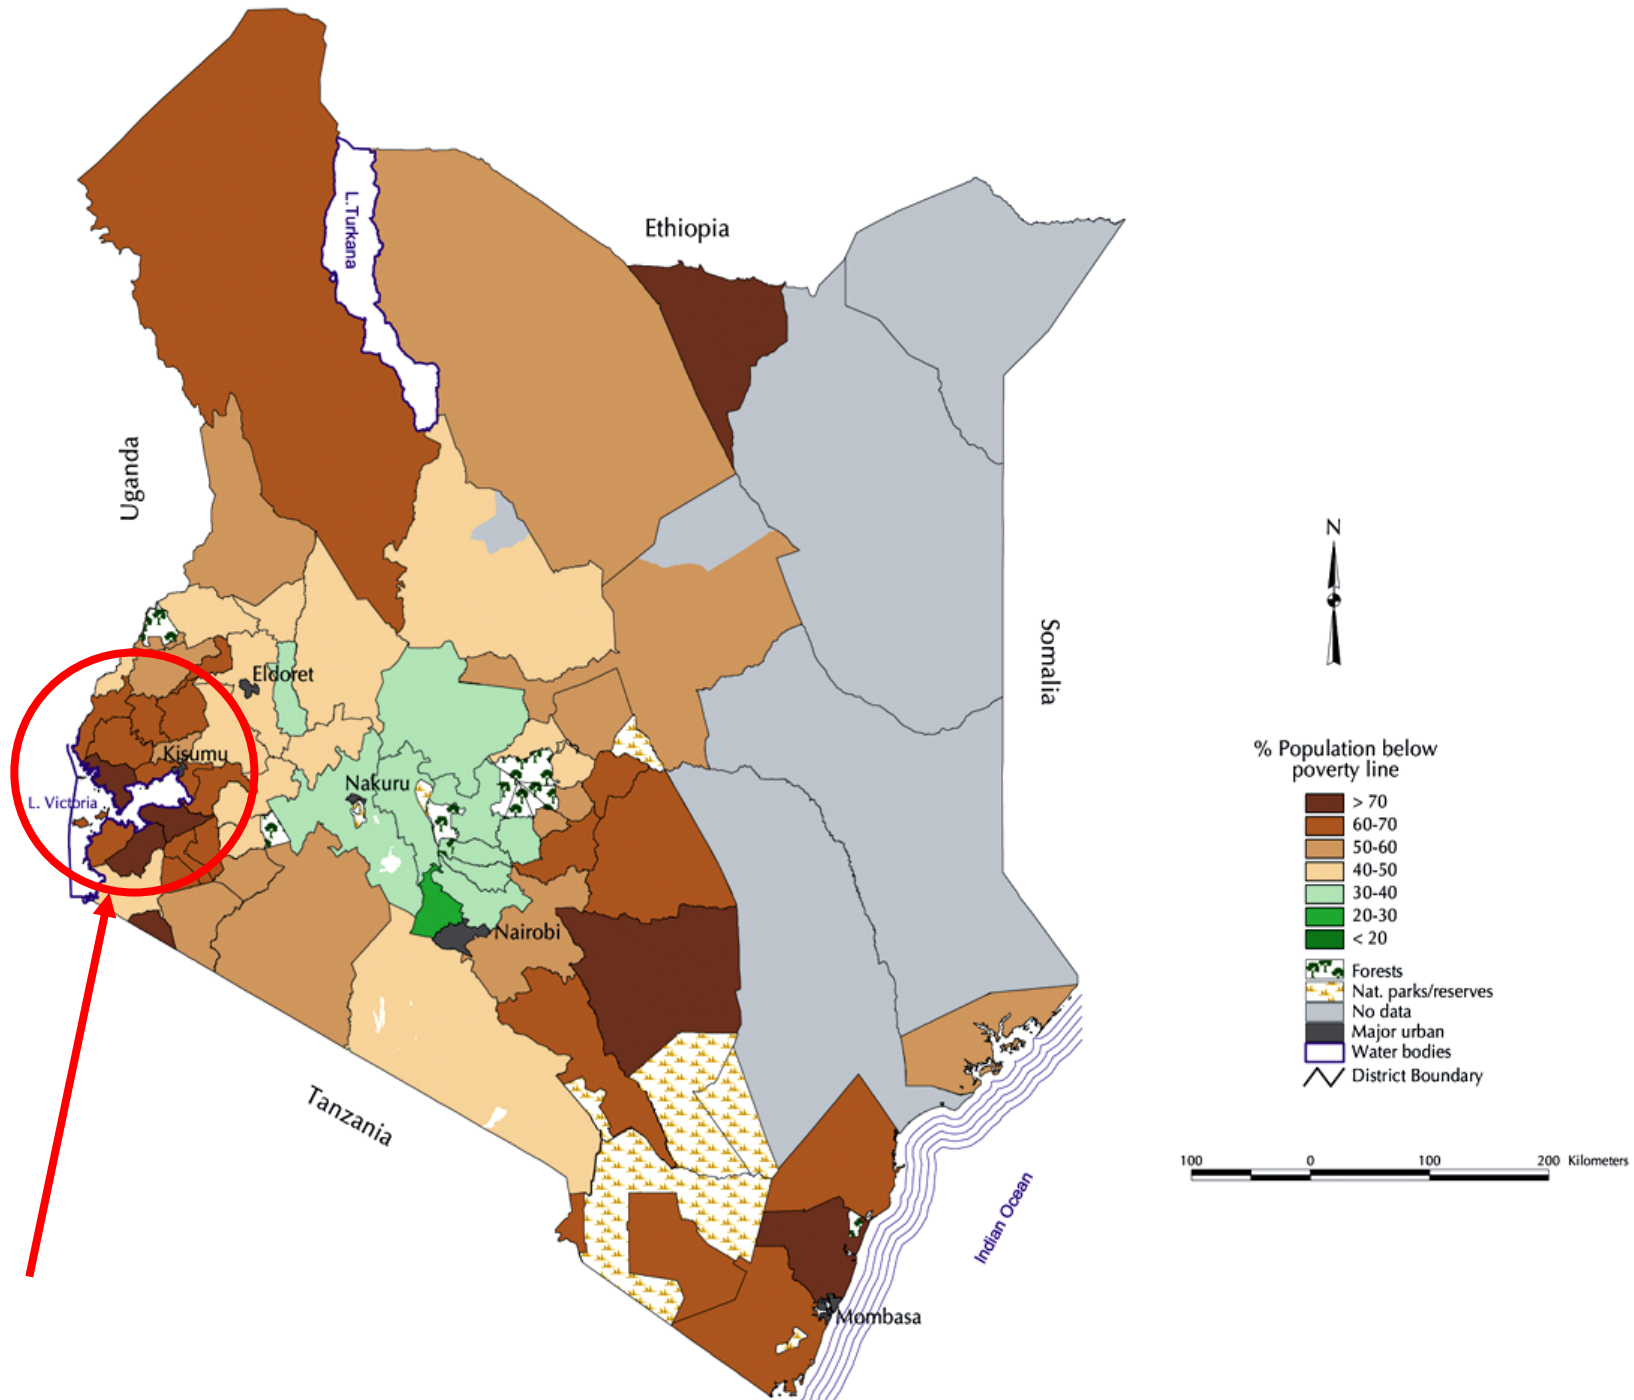 L.Turkana
Ethiopia
Uganda
Somalia
Eldoret
Kisumu
Nakuru
L. Victoria
Nairobi
Tanzania
Indian Ocean
Mombasa
N
% Population below
poverty line
> 70
60-70
50-60
40-50
30-40
20-30
< 20
Forests
Nat. parks/reserves
No data
Major urban
Water bodies
District Boundary
100 0 100 200 Kilometers